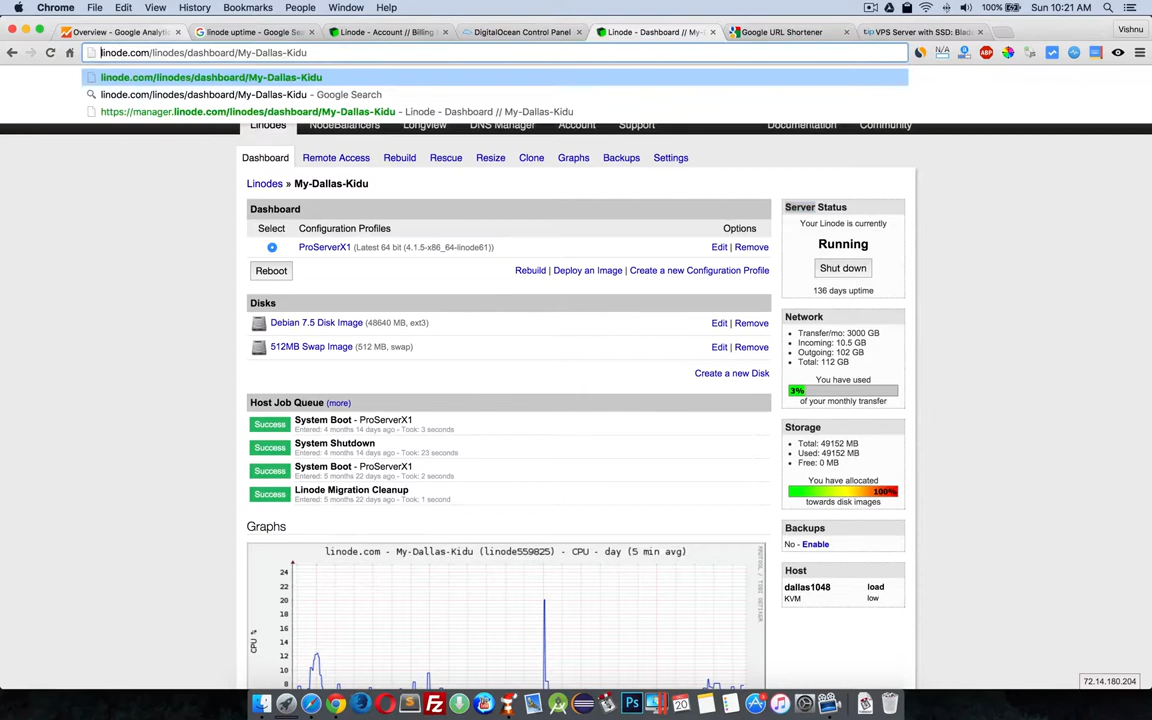 Chrome File Edit View History Bookmarks People Window Help 100% Sun 10:21 AM
Overview - Google Analytic linode uptime - Google Sea Linode - Account // Billing DigitalOcean Control Panel Linode - Dashboard // My- Google URL Shortener VPS Server with SSD: Blad Vishnu
linode.com/linodes/dashboard/My-Dallas-Kidu
linode.com/linodes/dashboard/My-Dallas-Kidu
linode.com/linodes/dashboard/My-Dallas-Kidu - Google Search
https://manager.linode.com/linodes/dashboard/My-Dallas-Kidu - Linode - Dashboard // My-Dallas-Kidu
Linodes NodeBalancers Longview DNS Manager Account Support Documentation Community
Dashboard Remote Access Rebuild Rescue Resize Clone Graphs Backups Settings
Linodes » My-Dallas-Kidu
Dashboard
Select Configuration Profiles Options
ProServerX1 (Latest 64 bit (4.1.5-x86_64-linode61)) Edit | Remove
Reboot Rebuild | Deploy an Image | Create a new Configuration Profile
Disks
Debian 7.5 Disk Image (48640 MB, ext3) Edit | Remove
512MB Swap Image (512 MB, swap) Edit | Remove
Create a new Disk
Host Job Queue (more)
Success System Boot - ProServerX1
Entered: 4 months 14 days ago - Took: 3 seconds
Success System Shutdown
Entered: 4 months 14 days ago - Took: 23 seconds
Success System Boot - ProServerX1
Entered: 5 months 22 days ago - Took: 2 seconds
Success Linode Migration Cleanup
Entered: 5 months 22 days ago - Took: 1 second
Graphs
linode.com - My-Dallas-Kidu (linode559825) - CPU - day (5 min avg)
24
22
20
18
16
14
12
10
8
CPU %
Server Status
Your Linode is currently
Running
Shut down
136 days uptime
Network
Transfer/mo: 3000 GB
Incoming: 10.5 GB
Outgoing: 102 GB
Total: 112 GB
You have used
3%
of your monthly transfer
Storage
Total: 49152 MB
Used: 49152 MB
Free: 0 MB
You have allocated
100%
towards disk images
Backups
No - Enable
Host
dallas1048 load
KVM low
72.14.180.204